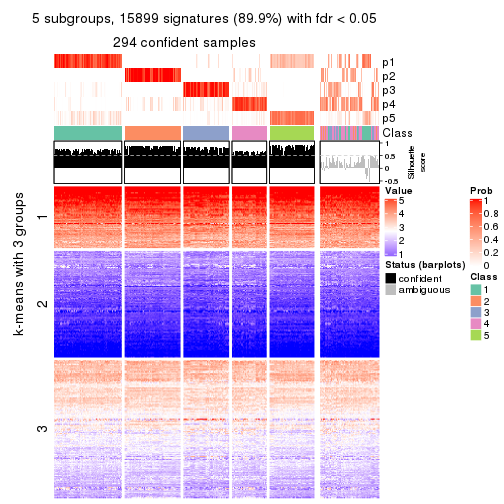 5 subgroups, 15899 signatures (89.9%) with fdr < 0.05
294 confident samples
p1
p2
p3
p4
p5
Class
1
0.5
0
-0.5
Silhouette
score
k-means with 3 groups
1
2
3
Value
5
4
3
2
1
Status (barplots)
confident
ambiguous
Prob
1
0.8
0.6
0.4
0.2
0
Class
1
2
3
4
5